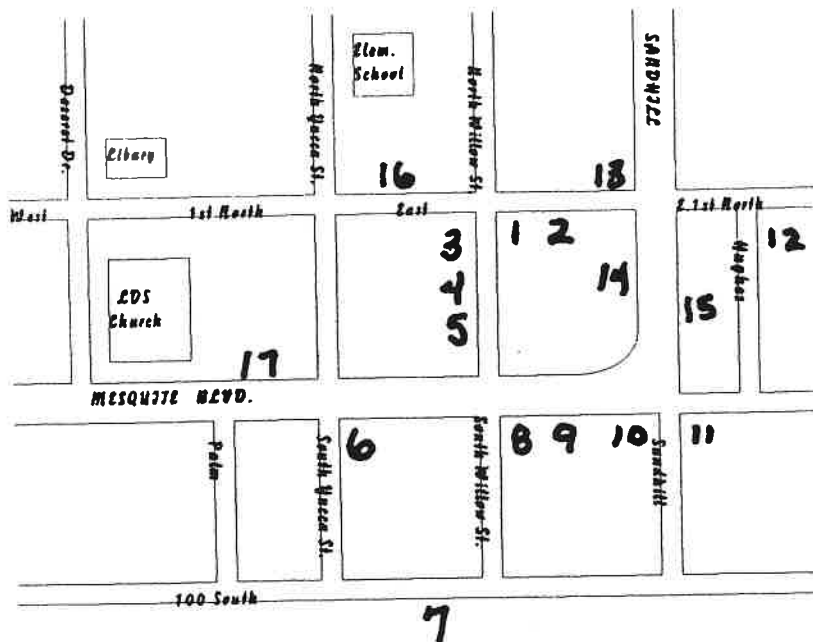 Elem.
School
SANDHILL
Deseret Dr.
North Yucca St.
North Willow St.
Libary
16
13
West
1st North
East
E. 1st North
3
1 2
12
Hughes
4
14
LDS
Church
15
5
17
MESQUITE BLVD.
6
8 9 10
11
Palm
South Yucca St.
South Willow St.
Sandhill
100 South
7